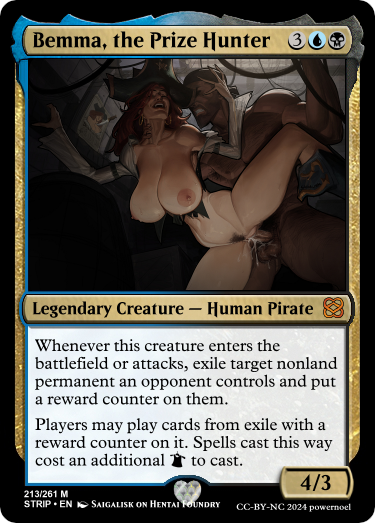 Bemma, the Prize Hunter 3
Legendary Creature — Human Pirate
Whenever this creature enters the
battlefield or attacks, exile target nonland
permanent an opponent controls and put
a reward counter on them.
Players may play cards from exile with a
reward counter on it. Spells cast this way
cost an additional to cast.
4/3
213/261 M
STRIP • EN Saigalisk on Hentai Foundry
CC-BY-NC 2024 powernoel